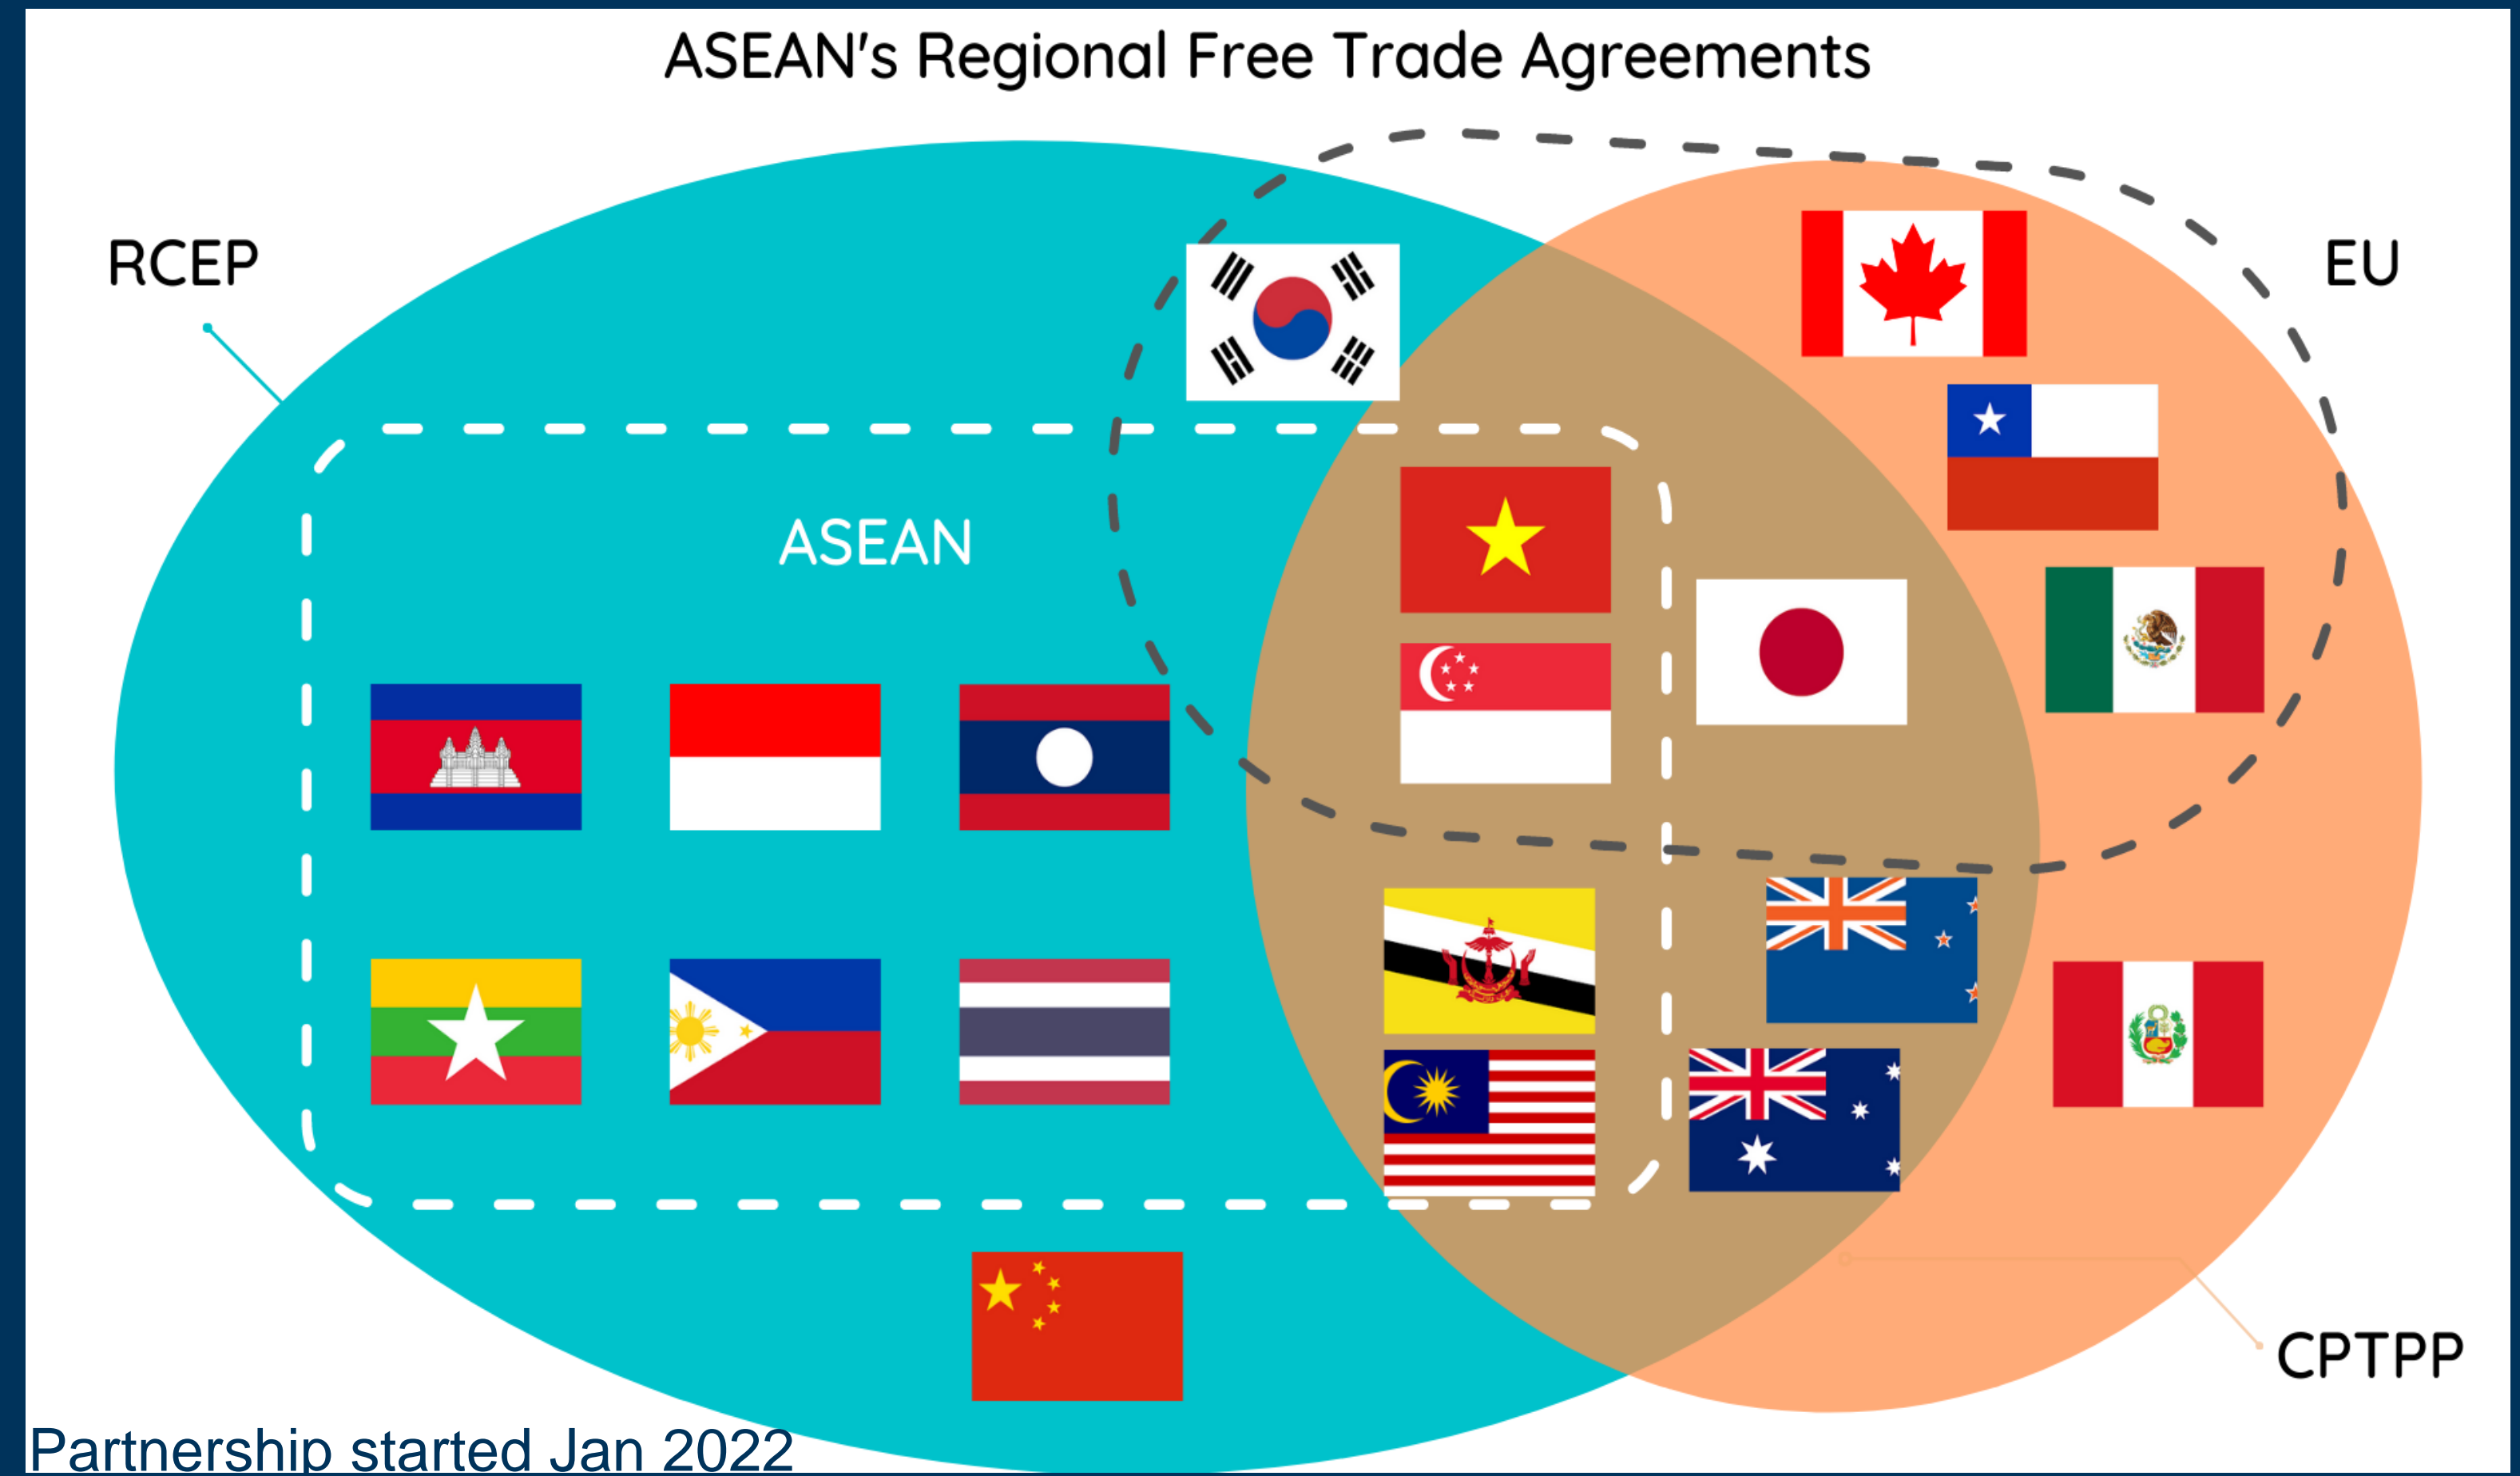 ASEAN's Regional Free Trade Agreements
RCEP
EU
ASEAN
CPTPP
Partnership started Jan 2022